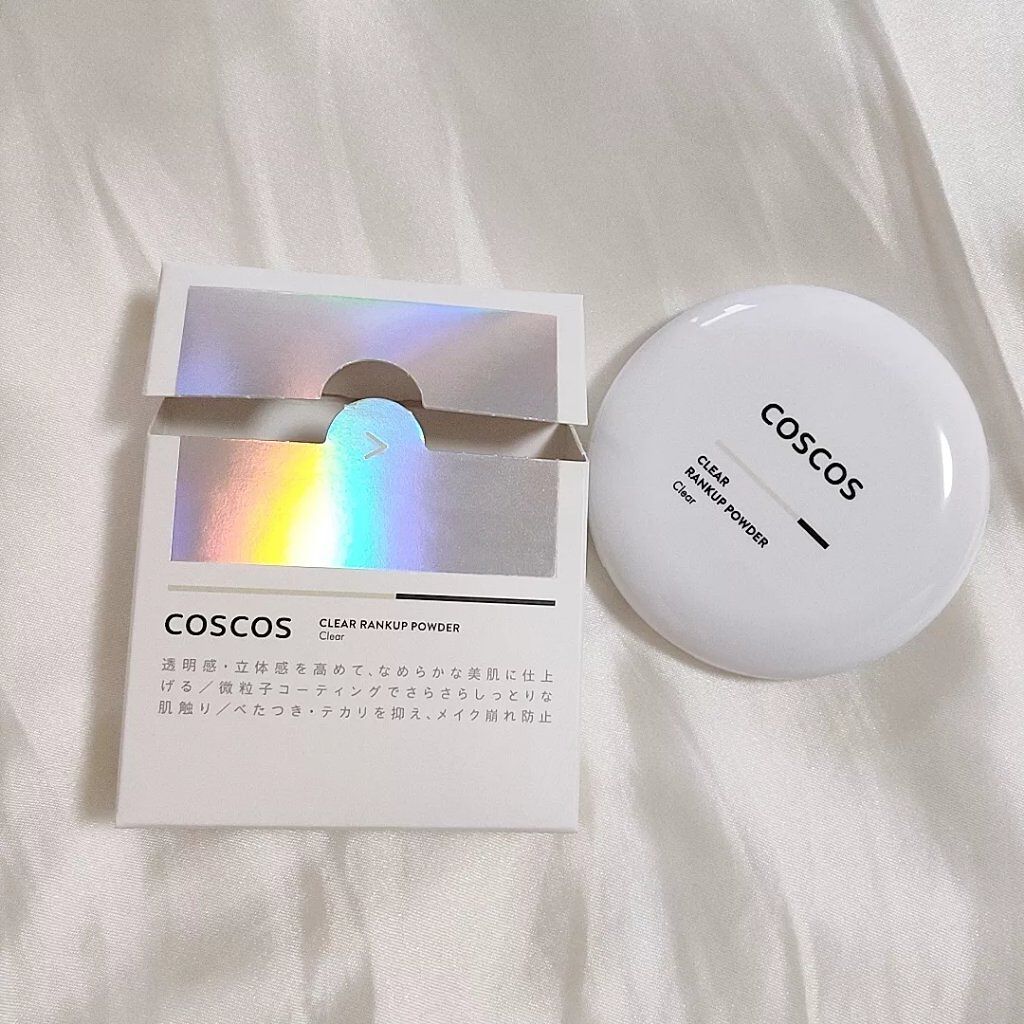 >
COSCOS
CLEAR RANKUP POWDER
Clear
透明感・立体感を高めて、なめらかな美肌に仕上
げる／微粒子コーティングでさらさらしっとりな
肌触り／べたつき・テカリを抑え、メイク崩れ防止
COSCOS
CLEAR
RANKUP POWDER
Clear